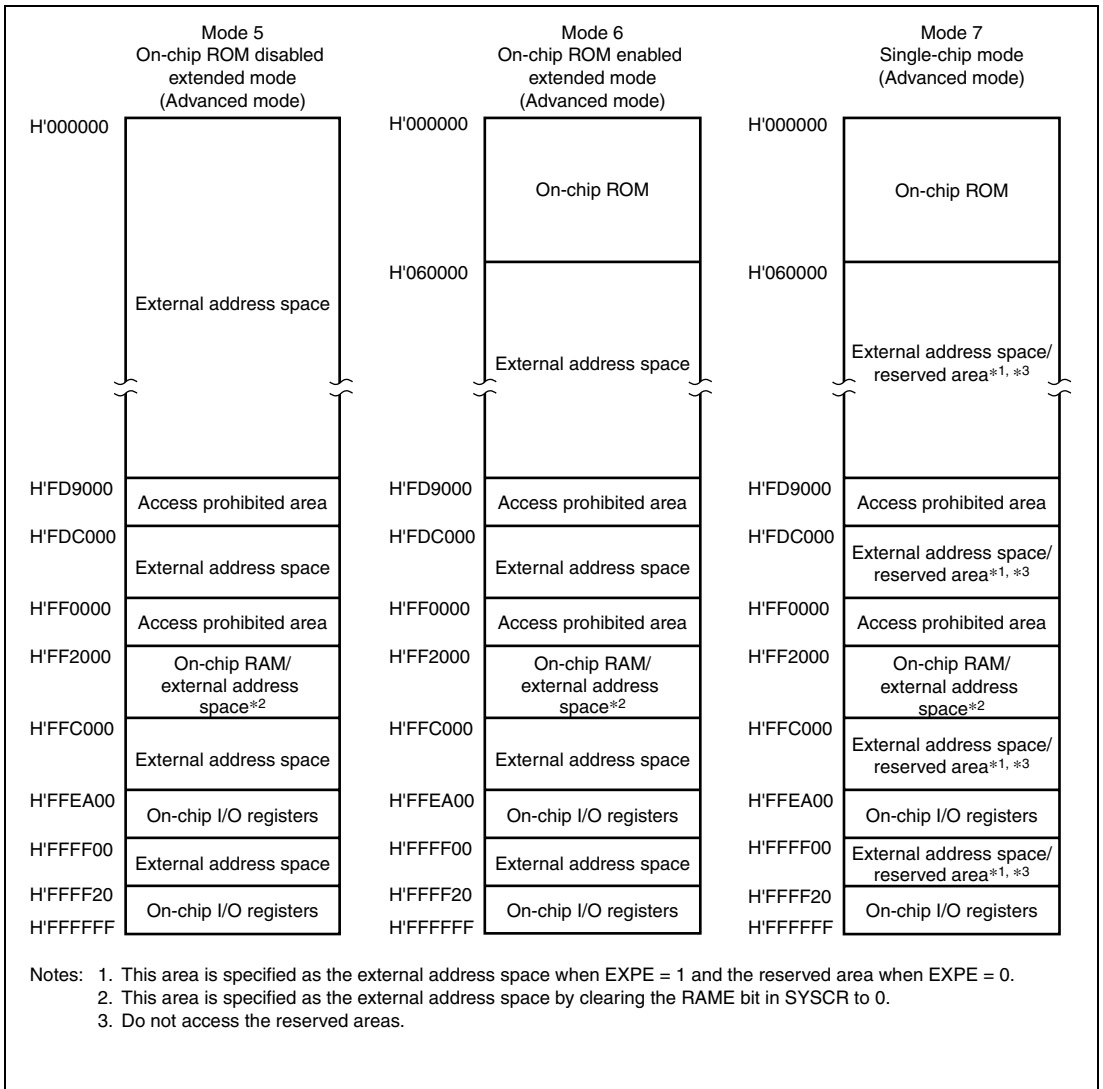 Mode 5
On-chip ROM disabled
extended mode
(Advanced mode)
H'000000
External address space
H'FD9000
Access prohibited area
H'FDC000
External address space
H'FF0000
Access prohibited area
H'FF2000
On-chip RAM/
external address
space*2
H'FFC000
External address space
H'FFEA00
On-chip I/O registers
H'FFFF00
External address space
H'FFFF20
On-chip I/O registers
H'FFFFFF
Mode 6
On-chip ROM enabled
extended mode
(Advanced mode)
H'000000
On-chip ROM
H'060000
External address space
H'FD9000
Access prohibited area
H'FDC000
External address space
H'FF0000
Access prohibited area
H'FF2000
On-chip RAM/
external address
space*2
H'FFC000
External address space
H'FFEA00
On-chip I/O registers
H'FFFF00
External address space
H'FFFF20
On-chip I/O registers
H'FFFFFF
Mode 7
Single-chip mode
(Advanced mode)
H'000000
On-chip ROM
H'060000
External address space/
reserved area*1, *3
H'FD9000
Access prohibited area
H'FDC000
External address space/
reserved area*1, *3
H'FF0000
Access prohibited area
H'FF2000
On-chip RAM/
external address
space*2
H'FFC000
External address space/
reserved area*1, *3
H'FFEA00
On-chip I/O registers
H'FFFF00
External address space/
reserved area*1, *3
H'FFFF20
On-chip I/O registers
H'FFFFFF
Notes: 1. This area is specified as the external address space when EXPE = 1 and the reserved area when EXPE = 0.
2. This area is specified as the external address space by clearing the RAME bit in SYSCR to 0.
3. Do not access the reserved areas.